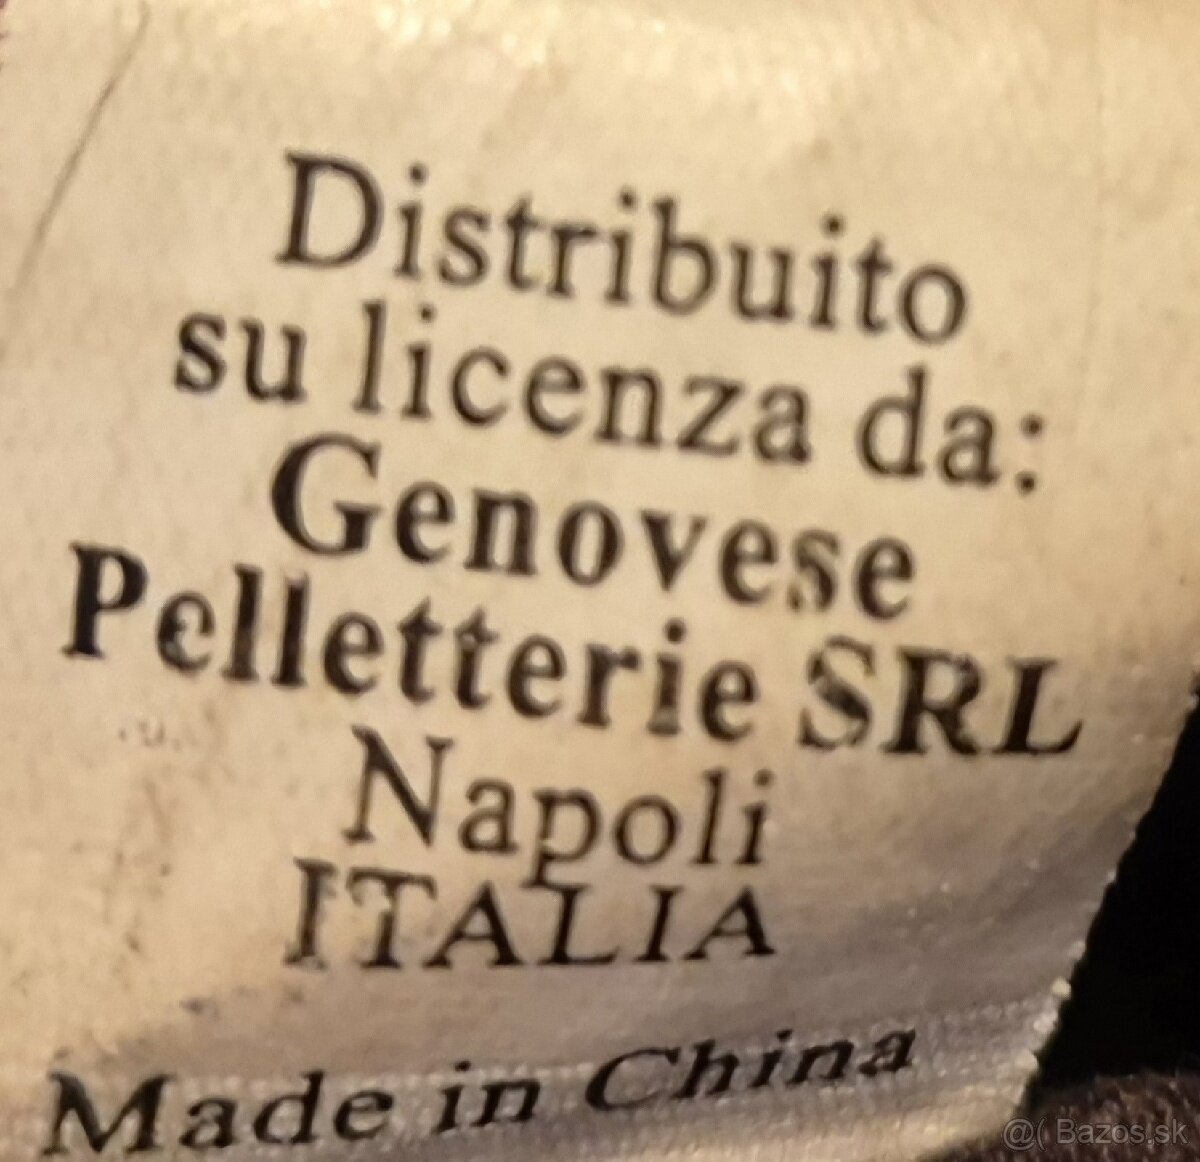 Distribuito
su licenza da:
Genovese
Pelletterie SRL
Napoli
ITALIA
Made in China
@( Bazos.sk